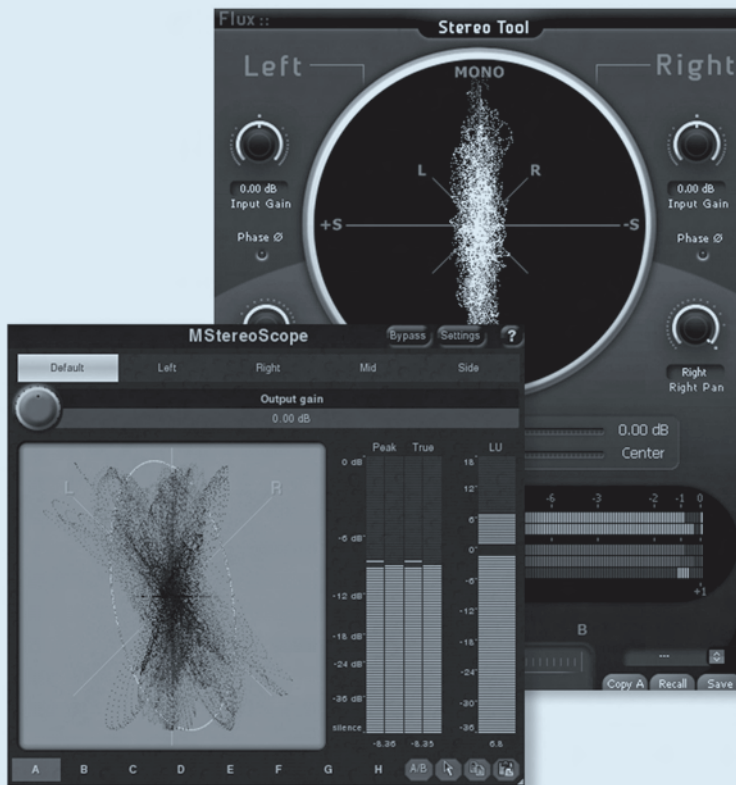 Flux ::
Stereo Tool
Left
Right
MONO
L
R
+S
-S
0.00 dB
Input Gain
Phase Ø
0.00 dB
Input Gain
Phase Ø
Right
Right Pan
0.00 dB
Center
-6 -3 -2 -1 0
+1
B
---
Copy A Recall Save
MStereoScope
Bypass Settings ?
Default Left Right Mid Side
Output gain
0.00 dB
Peak True LU
L R
0 dB
-6 dB
-12 dB
-18 dB
-24 dB
-36 dB
silence
18
12
6
0
-6
-12
-18
-24
-30
-36
-8.36 -8.35 6.8
A B C D E F G H A/B